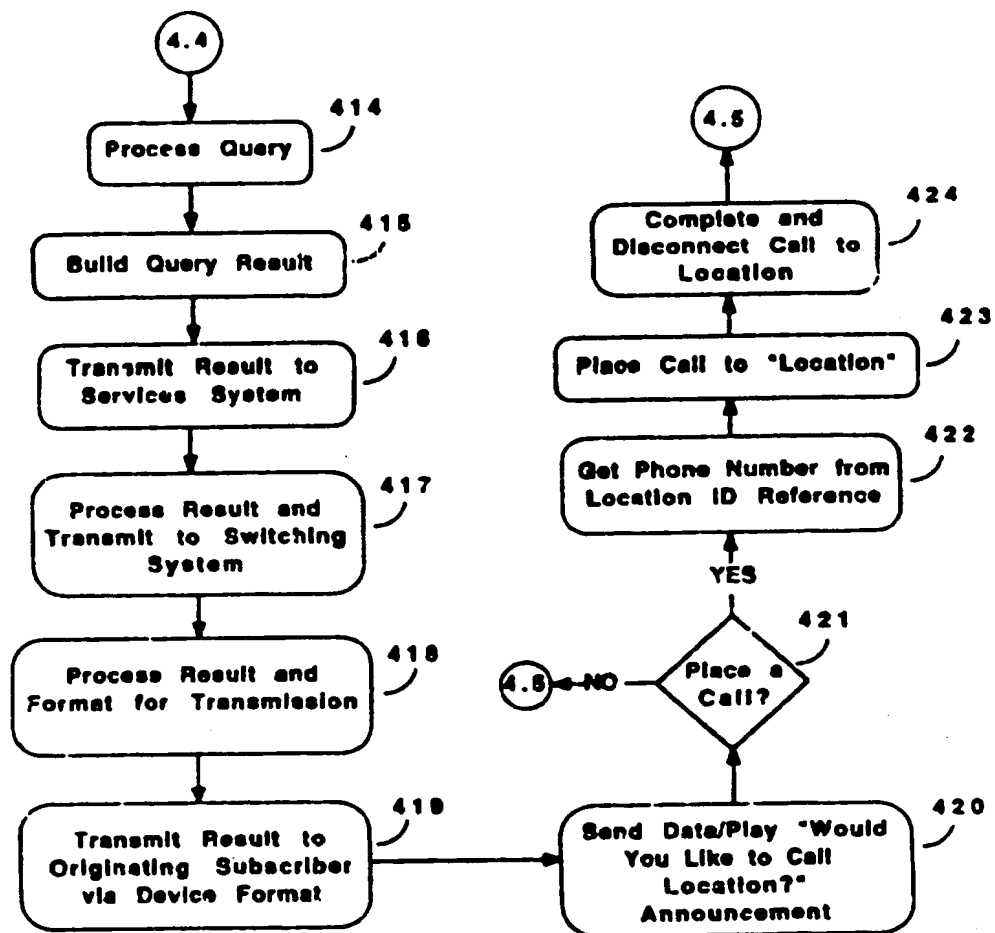 4.4
414
Process Query
415
Build Query Result
416
Transmit Result to
Services System
417
Process Result and
Transmit to Switching
System
418
Process Result and
Format for Transmission
419
Transmit Result to
Originating Subscriber
via Device Format
4.5
424
Complete and
Disconnect Call to
Location
423
Place Call to "Location"
422
Get Phone Number from
Location ID Reference
YES
421
Place a
Call?
NO
4.5
420
Send Data/Play "Would
You Like to Call
Location?"
Announcement